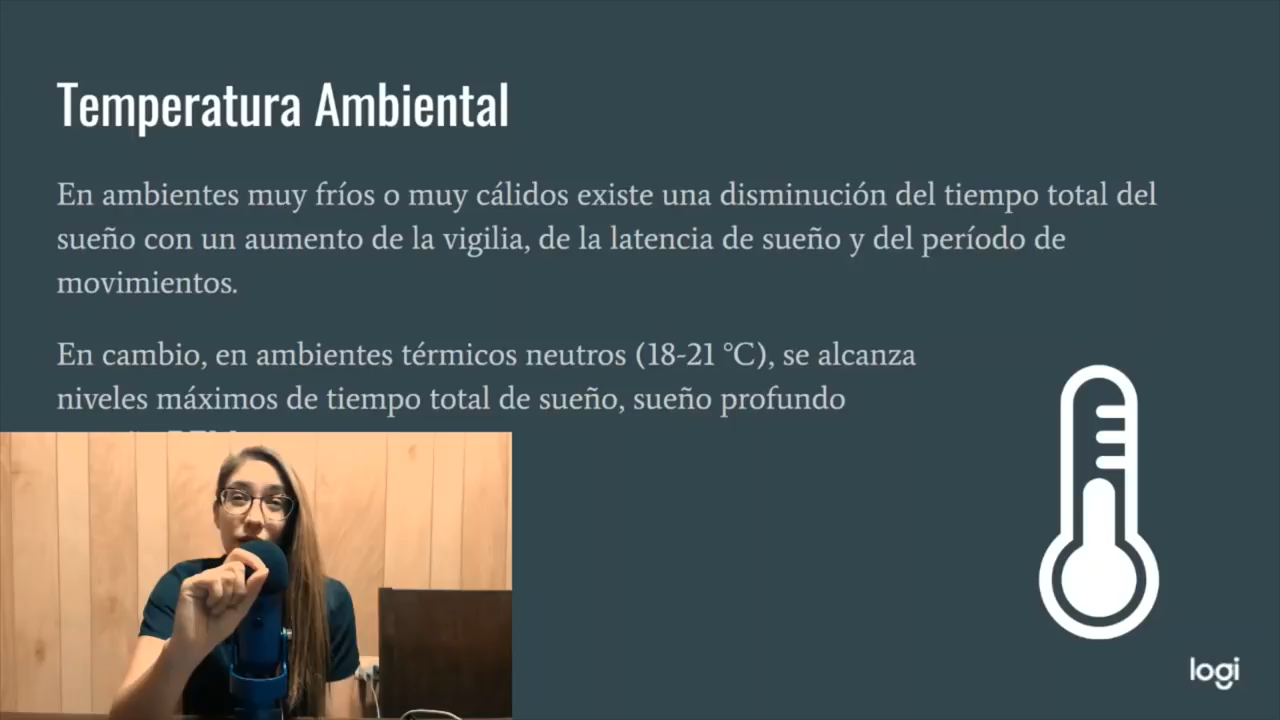 Temperatura Ambiental
En ambientes muy fríos o muy cálidos existe una disminución del tiempo total del
sueño con un aumento de la vigilia, de la latencia de sueño y del período de
movimientos.
En cambio, en ambientes térmicos neutros (18-21 °C), se alcanza
niveles máximos de tiempo total de sueño, sueño profundo
logi